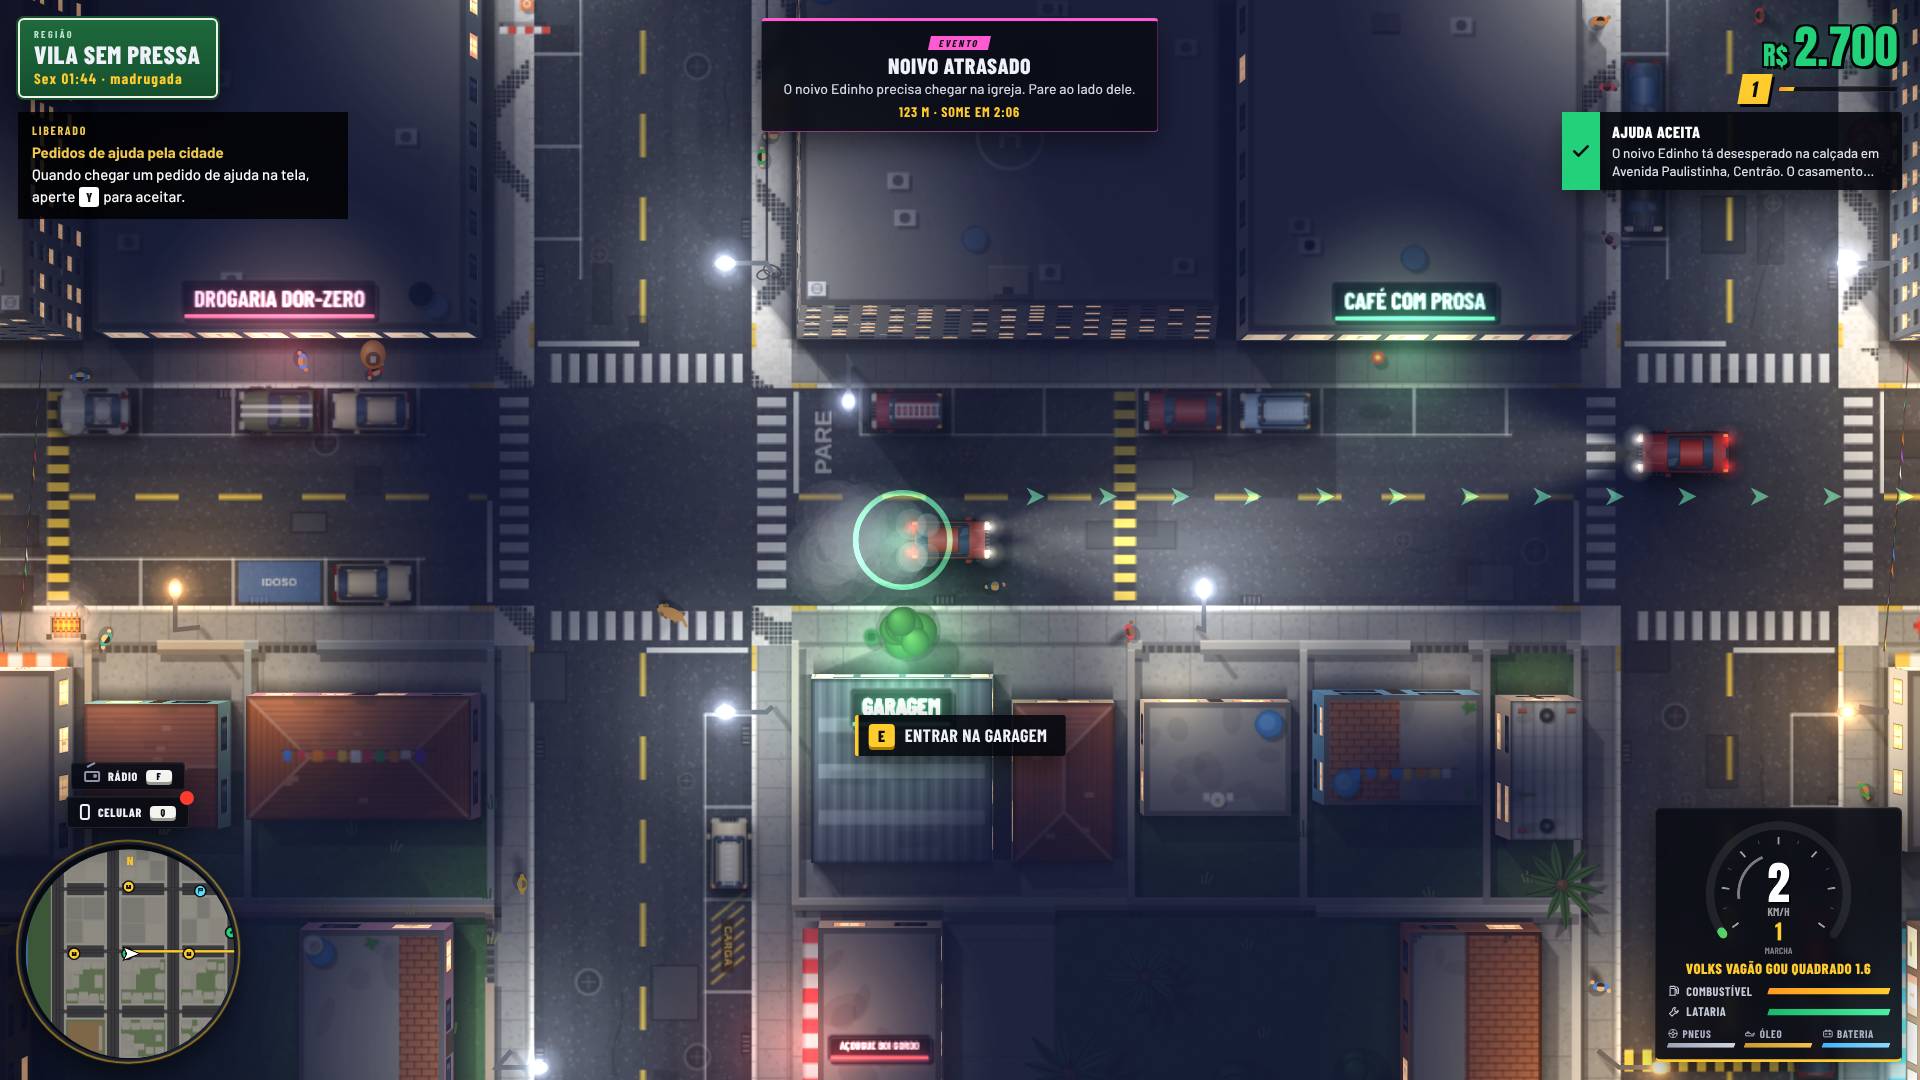 REGIÃO
VILA SEM PRESSA
Sex 01:44 · madrugada
LIBERADO
Pedidos de ajuda pela cidade
Quando chegar um pedido de ajuda na tela,
aperte Y para aceitar.
EVENTO
NOIVO ATRASADO
O noivo Edinho precisa chegar na igreja. Pare ao lado dele.
123 M · SOME EM 2:06
R$ 2.700
1
AJUDA ACEITA
O noivo Edinho tá desesperado na calçada em
Avenida Paulistinha, Centrão. O casamento...
DROGARIA DOR-ZERO
CAFÉ COM PROSA
PARE
IDOSO
GARAGEM
E ENTRAR NA GARAGEM
RÁDIO F
CELULAR Q
N
CARGA
AÇOUGUE BOI GORDO
2
KM/H
1
MARCHA
VOLKS VAGÃO GOU QUADRADO 1.6
COMBUSTÍVEL
LATARIA
PNEUS ÓLEO BATERIA